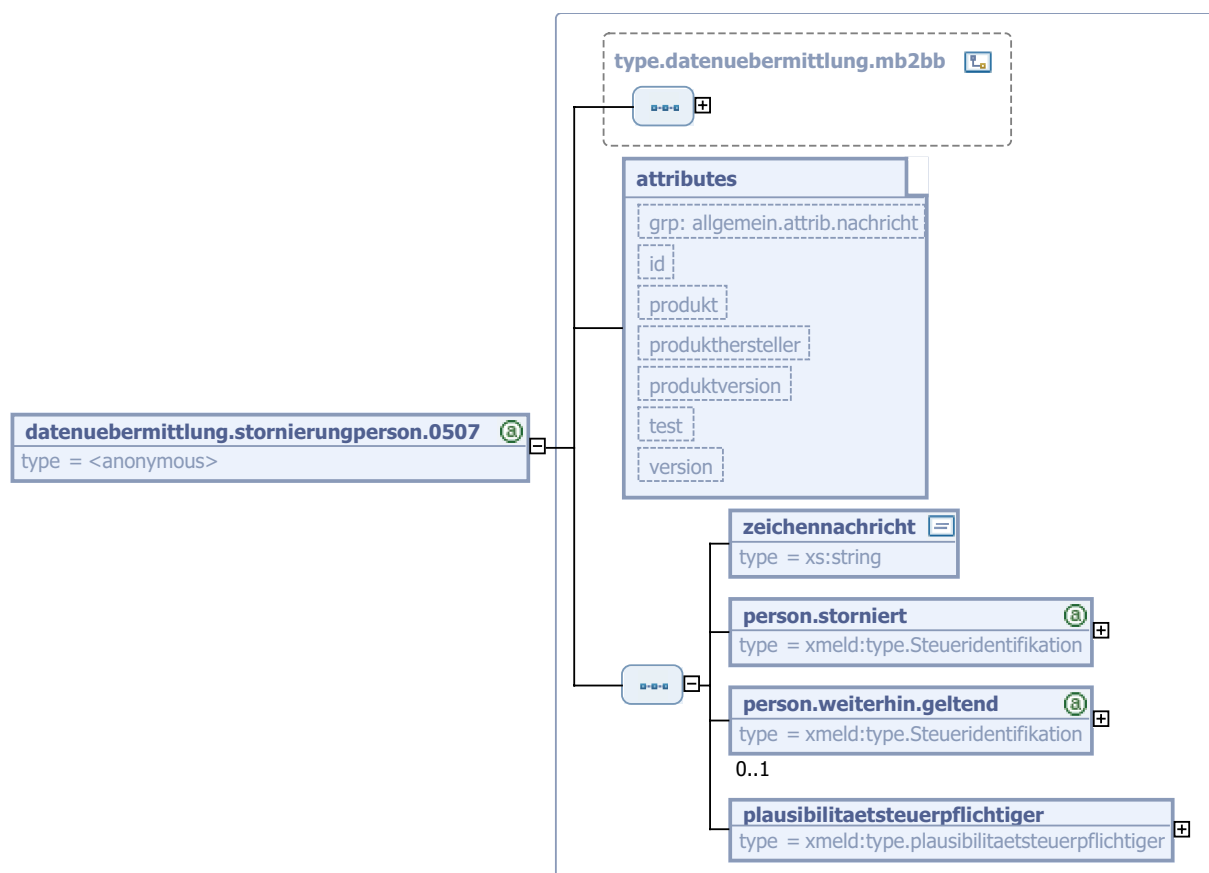 type.datenuebermittlung.mb2bb
attributes
grp: allgemein.attrib.nachricht
id
produkt
produkthersteller
produktversion
test
version
datenuebermittlung.stornierungperson.0507
type = <anonymous>
zeichennachricht
type = xs:string
person.storniert
type = xmeld:type.Steueridentifikation
person.weiterhin.geltend
type = xmeld:type.Steueridentifikation
0..1
plausibilitaetsteuerpflichtiger
type = xmeld:type.plausibilitaetsteuerpflichtiger